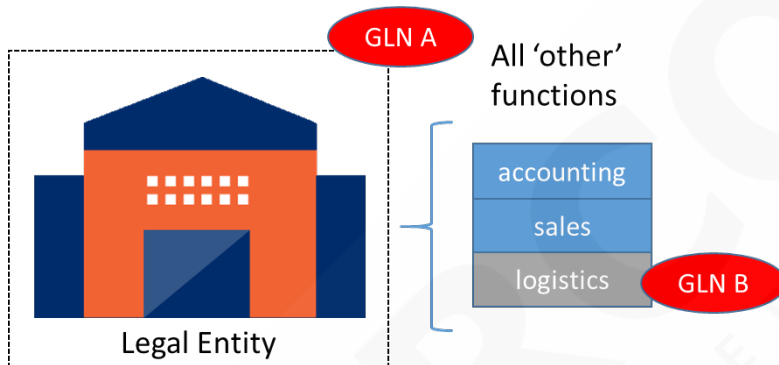 GLN A
All ‘other’
functions
accounting
sales
logistics
GLN B
Legal Entity